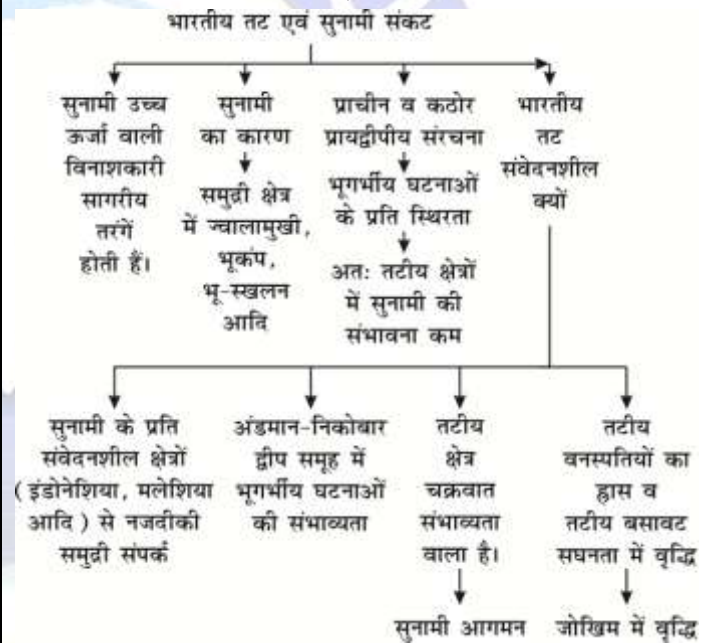 भारतीय तट एवं सुनामी संकट
सुनामी उच्च
ऊर्जा वाली
विनाशकारी
सागरीय
तरंगें
होती हैं।
सुनामी
का कारण
समुद्री क्षेत्र
में ज्वालामुखी,
भूकंप,
भू-स्खलन
आदि
प्राचीन व कठोर
प्रायद्वीपीय संरचना
भूगर्भीय घटनाओं
के प्रति स्थिरता
अतः तटीय क्षेत्रों
में सुनामी की
संभावना कम
भारतीय
तट
संवेदनशील
क्यों
सुनामी के प्रति
संवेदनशील क्षेत्रों
(इंडोनेशिया, मलेशिया
आदि) से नजदीकी
समुद्री संपर्क
अंडमान-निकोबार
द्वीप समूह में
भूगर्भीय घटनाओं
की संभाव्यता
तटीय
क्षेत्र
चक्रवात
संभाव्यता
वाला है।
सुनामी आगमन
तटीय
वनस्पतियों का
ह्रास व
तटीय बसावट
सघनता में वृद्धि
जोखिम में वृद्धि